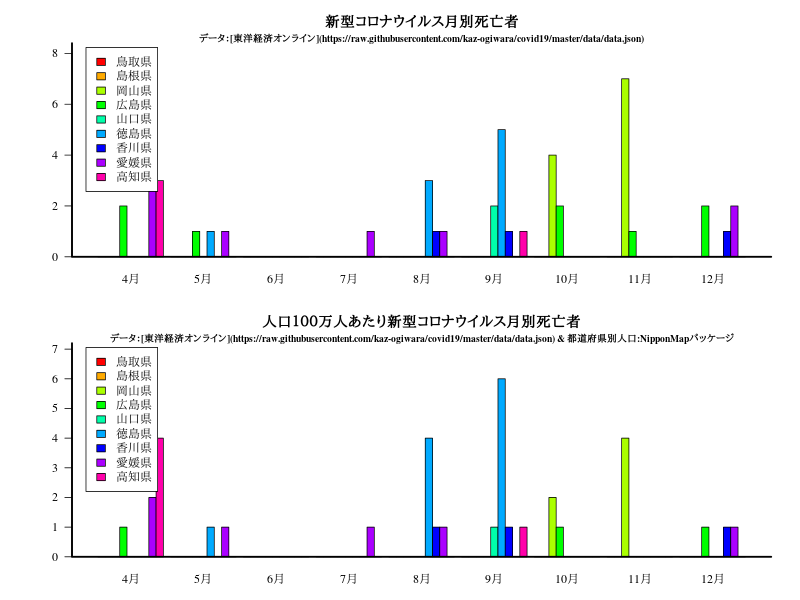 新型コロナウイルス月別死亡者
データ:[東洋経済オンライン](https://raw.githubusercontent.com/kaz-ogiwara/covid19/master/data/data.json)
8
6
4
2
0
鳥取県
島根県
岡山県
広島県
山口県
徳島県
香川県
愛媛県
高知県
4月 5月 6月 7月 8月 9月 10月 11月 12月
人口100万人あたり新型コロナウイルス月別死亡者
データ:[東洋経済オンライン](https://raw.githubusercontent.com/kaz-ogiwara/covid19/master/data/data.json) & 都道府県別人口:NipponMapパッケージ
7
6
5
4
3
2
1
0
鳥取県
島根県
岡山県
広島県
山口県
徳島県
香川県
愛媛県
高知県
4月 5月 6月 7月 8月 9月 10月 11月 12月